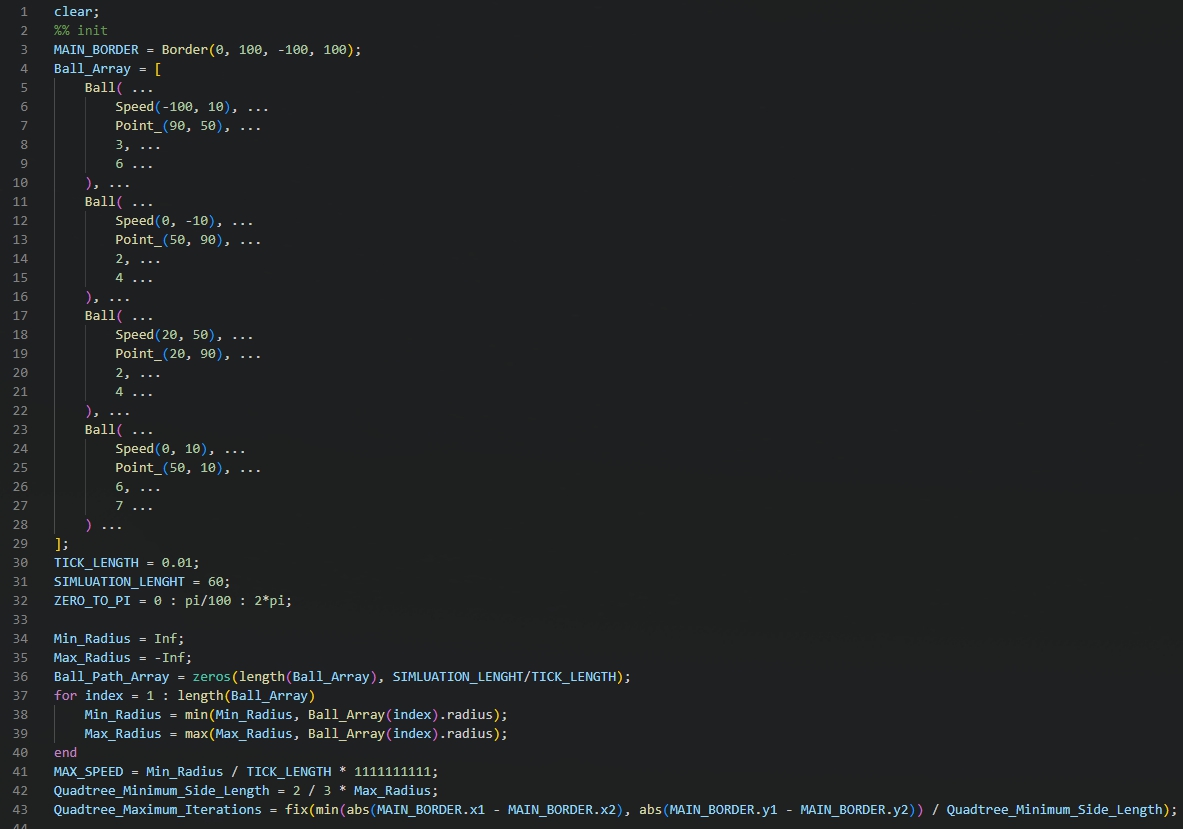 1 clear;
2 %% init
3 MAIN_BORDER = Border(0, 100, -100, 100);
4 Ball_Array = [
5     Ball( ...
6         Speed(-100, 10), ...
7         Point_(90, 50), ...
8         3, ...
9         6 ...
10     ), ...
11     Ball( ...
12         Speed(0, -10), ...
13         Point_(50, 90), ...
14         2, ...
15         4 ...
16     ), ...
17     Ball( ...
18         Speed(20, 50), ...
19         Point_(20, 90), ...
20         2, ...
21         4 ...
22     ), ...
23     Ball( ...
24         Speed(0, 10), ...
25         Point_(50, 10), ...
26         6, ...
27         7 ...
28     ) ...
29 ];
30 TICK_LENGTH = 0.01;
31 SIMLUATION_LENGHT = 60;
32 ZERO_TO_PI = 0 : pi/100 : 2*pi;
33
34 Min_Radius = Inf;
35 Max_Radius = -Inf;
36 Ball_Path_Array = zeros(length(Ball_Array), SIMLUATION_LENGHT/TICK_LENGTH);
37 for index = 1 : length(Ball_Array)
38     Min_Radius = min(Min_Radius, Ball_Array(index).radius);
39     Max_Radius = max(Max_Radius, Ball_Array(index).radius);
40 end
41 MAX_SPEED = Min_Radius / TICK_LENGTH * 1111111111;
42 Quadtree_Minimum_Side_Length = 2 / 3 * Max_Radius;
43 Quadtree_Maximum_Iterations = fix(min(abs(MAIN_BORDER.x1 - MAIN_BORDER.x2), abs(MAIN_BORDER.y1 - MAIN_BORDER.y2)) / Quadtree_Minimum_Side_Length);
44